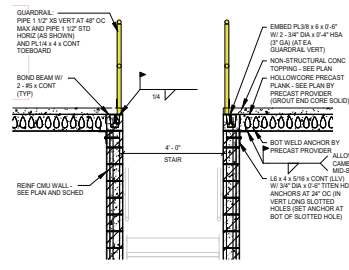 GUARDRAIL:
PIPE 1 1/2" XS VERT AT 48" OC
MAX AND PIPE 1 1/2" STD
HORIZ (AS SHOWN)
AND PL1/4 x 4 x CONT
TOEBOARD
BOND BEAM W/
2 - #5 x CONT
(TYP)
1/4
4' - 0"
STAIR
REINF CMU WALL -
SEE PLAN AND SCHED
EMBED PL3/8 x 6 x 0'-6"
W/ 2 - 3/4" DIA x 0'-4" HSA
(3" GA) (AT EA
GUARDRAIL VERT)
NON-STRUCTURAL CONC
TOPPING - SEE PLAN
HOLLOWCORE PRECAST
PLANK - SEE PLAN BY
PRECAST PROVIDER
(GROUT END CORE SOLID)
BOT WELD ANCHOR BY
PRECAST PROVIDER
L6 x 4 x 5/16 x CONT (LLV)
W/ 3/4" DIA x 0'-6" TITEN HD
ANCHORS AT 24" OC (IN
VERT LONG SLOTTED
HOLES (SET ANCHOR AT
BOT OF SLOTTED HOLE)
ALLO
CAMB
MID-S